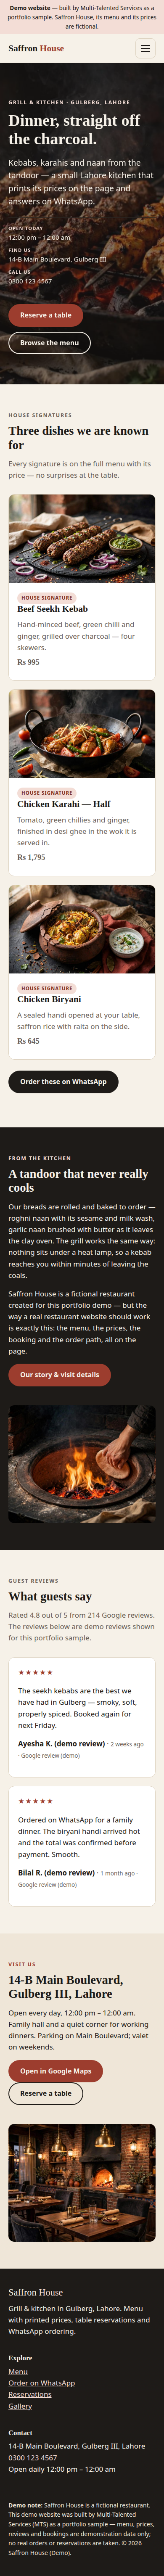 Demo website — built by Multi-Talented Services as a
portfolio sample. Saffron House, its menu and its prices
are fictional.
Saffron House
GRILL & KITCHEN · GULBERG, LAHORE
Dinner, straight off
the charcoal.
Kebabs, karahis and naan from the
tandoor — a small Lahore kitchen that
prints its prices on the page and
answers on WhatsApp.
OPEN TODAY
12:00 pm – 12:00 am
FIND US
14-B Main Boulevard, Gulberg III
CALL US
0300 123 4567
Reserve a table
Browse the menu
HOUSE SIGNATURES
Three dishes we are known
for
Every signature is on the full menu with its
price — no surprises at the table.
HOUSE SIGNATURE
Beef Seekh Kebab
Hand-minced beef, green chilli and
ginger, grilled over charcoal — four
skewers.
Rs 995
HOUSE SIGNATURE
Chicken Karahi — Half
Tomato, green chillies and ginger,
finished in desi ghee in the wok it is
served in.
Rs 1,795
HOUSE SIGNATURE
Chicken Biryani
A sealed handi opened at your table,
saffron rice with raita on the side.
Rs 645
Order these on WhatsApp
FROM THE KITCHEN
A tandoor that never really
cools
Our breads are rolled and baked to order —
roghni naan with its sesame and milk wash,
garlic naan brushed with butter as it leaves
the clay oven. The grill works the same way:
nothing sits under a heat lamp, so a kebab
reaches you within minutes of leaving the
coals.
Saffron House is a fictional restaurant
created for this portfolio demo — but the
way a real restaurant website should work
is exactly this: the menu, the prices, the
booking and the order path, all on the
page.
Our story & visit details
GUEST REVIEWS
What guests say
Rated 4.8 out of 5 from 214 Google reviews.
The reviews below are demo reviews shown
for this portfolio sample.
★★★★★
The seekh kebabs are the best we
have had in Gulberg — smoky, soft,
properly spiced. Booked again for
next Friday.
Ayesha K. (demo review) · 2 weeks ago
· Google review (demo)
★★★★★
Ordered on WhatsApp for a family
dinner. The biryani handi arrived hot
and the total was confirmed before
payment. Smooth.
Bilal R. (demo review) · 1 month ago ·
Google review (demo)
VISIT US
14-B Main Boulevard,
Gulberg III, Lahore
Open every day, 12:00 pm – 12:00 am.
Family hall and a quiet corner for working
dinners. Parking on Main Boulevard; valet
on weekends.
Open in Google Maps
Reserve a table
Saffron House
Grill & kitchen in Gulberg, Lahore. Menu
with printed prices, table reservations and
WhatsApp ordering.
Explore
Menu
Order on WhatsApp
Reservations
Gallery
Contact
14-B Main Boulevard, Gulberg III, Lahore
0300 123 4567
Open daily 12:00 pm – 12:00 am
Demo note: Saffron House is a fictional restaurant.
This demo website was built by Multi-Talented
Services (MTS) as a portfolio sample — menu, prices,
reviews and bookings are demonstration data only;
no real orders or reservations are taken. © 2026
Saffron House (Demo).